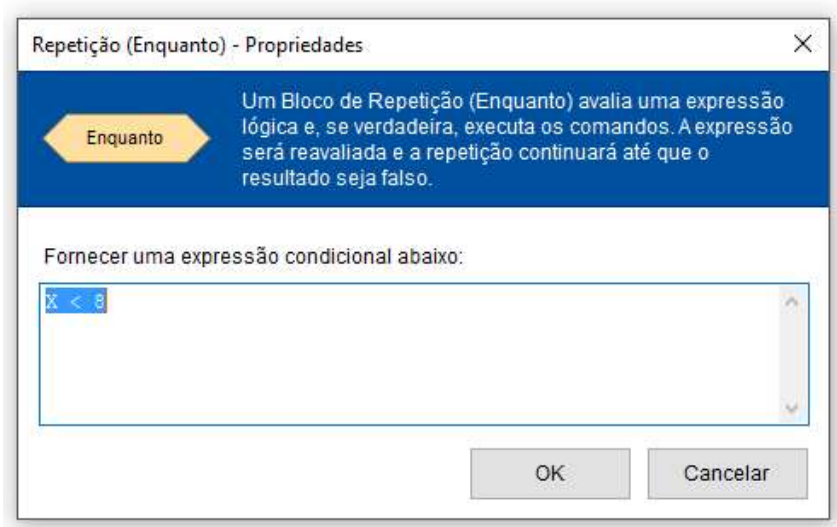 Repetição (Enquanto) - Propriedades
Enquanto
Um Bloco de Repetição (Enquanto) avalia uma expressão
lógica e, se verdadeira, executa os comandos. A expressão
será reavaliada e a repetição continuará até que o
resultado seja falso.
Fornecer uma expressão condicional abaixo:
X < 8
OK
Cancelar